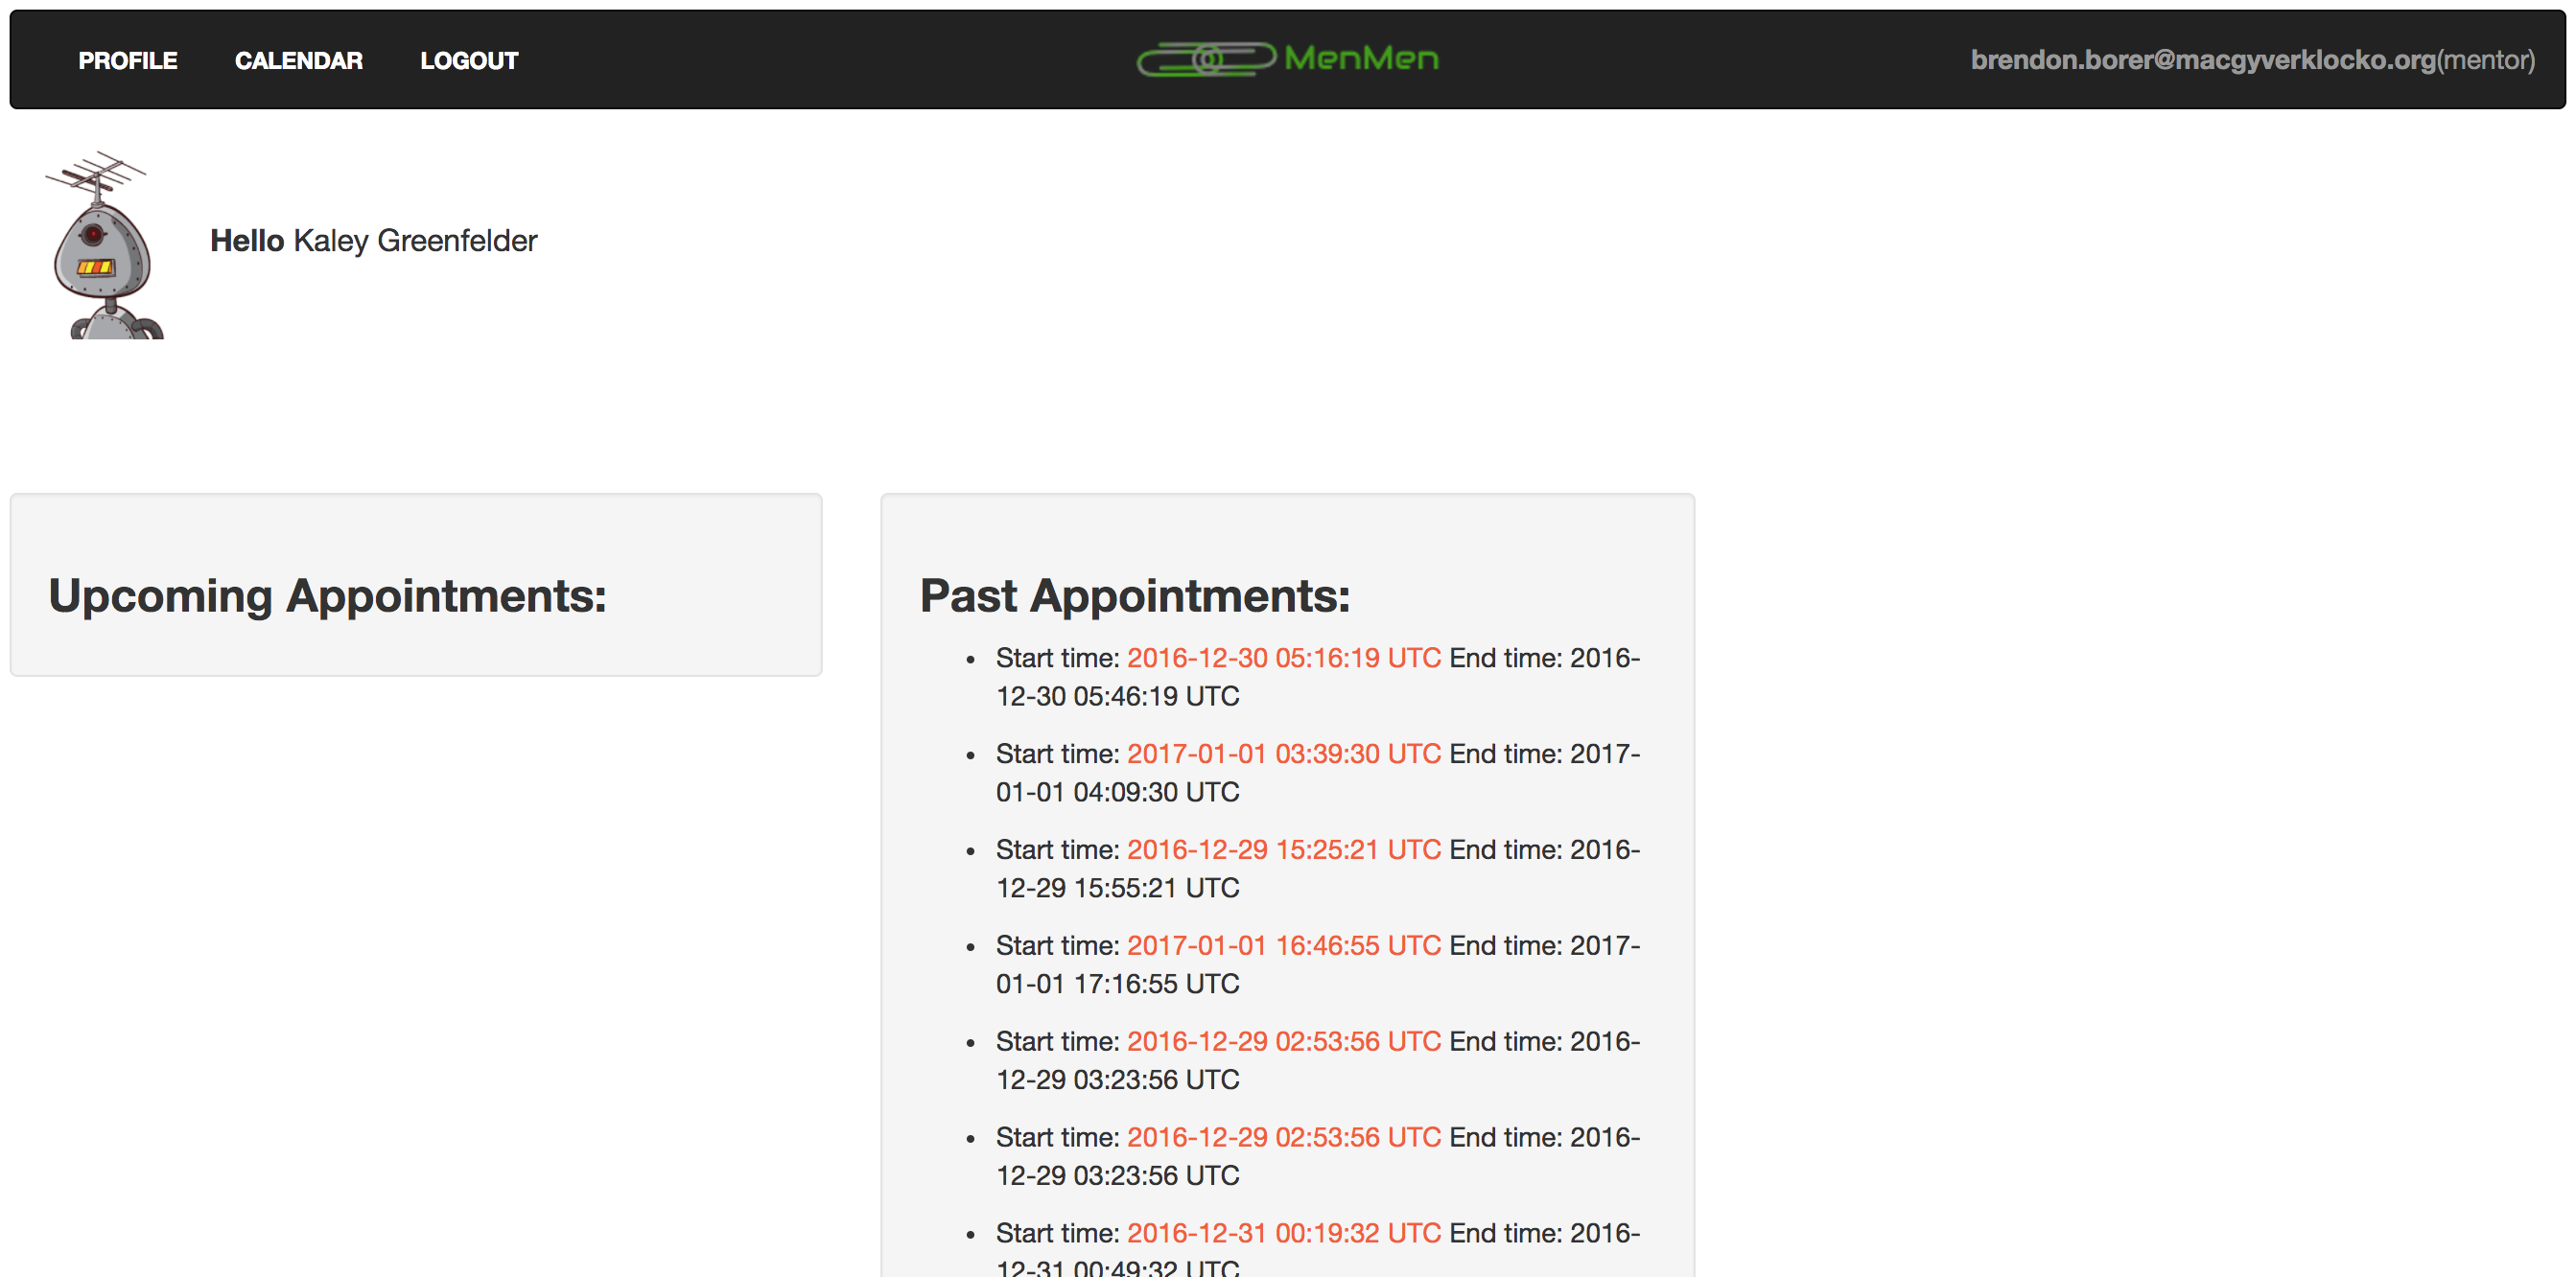 PROFILE CALENDAR LOGOUT MenMen brendon.borer@macgyverklocko.org(mentor)
Hello Kaley Greenfelder
Upcoming Appointments:
Past Appointments:
• Start time: 2016-12-30 05:16:19 UTC End time: 2016-
12-30 05:46:19 UTC
• Start time: 2017-01-01 03:39:30 UTC End time: 2017-
01-01 04:09:30 UTC
• Start time: 2016-12-29 15:25:21 UTC End time: 2016-
12-29 15:55:21 UTC
• Start time: 2017-01-01 16:46:55 UTC End time: 2017-
01-01 17:16:55 UTC
• Start time: 2016-12-29 02:53:56 UTC End time: 2016-
12-29 03:23:56 UTC
• Start time: 2016-12-29 02:53:56 UTC End time: 2016-
12-29 03:23:56 UTC
• Start time: 2016-12-31 00:19:32 UTC End time: 2016-
12-31 00:49:32 UTC